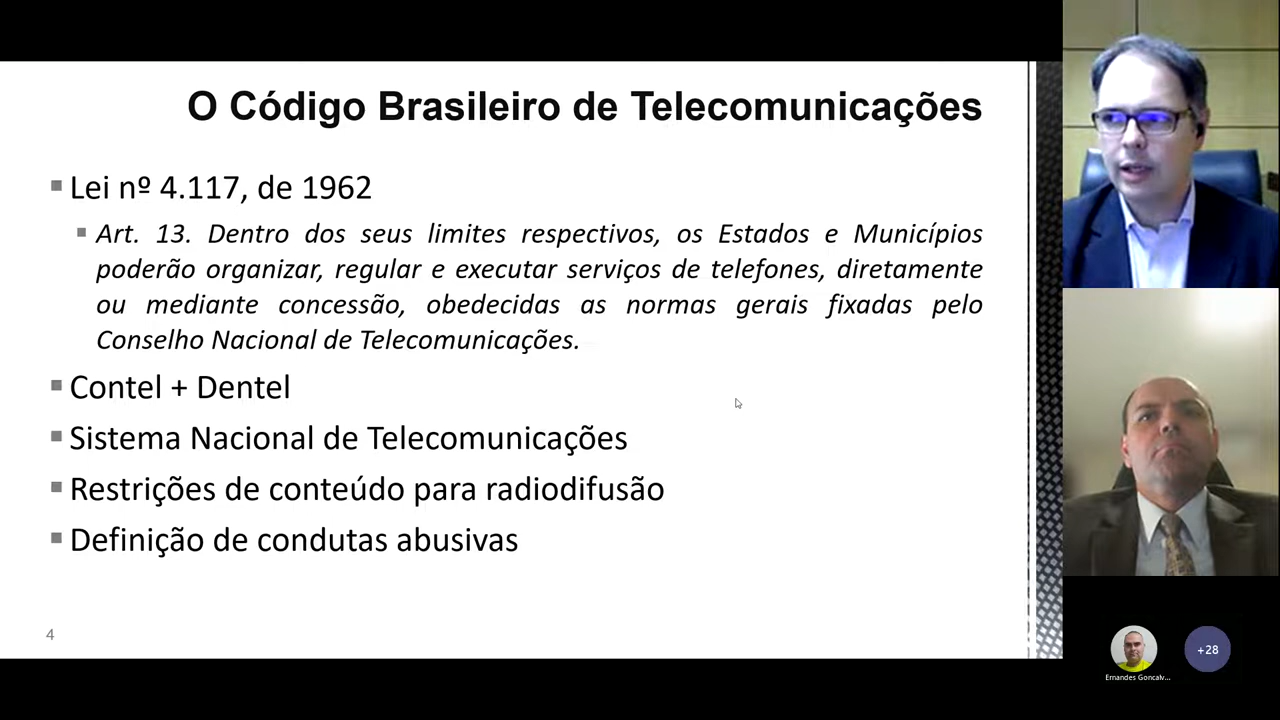 O Código Brasileiro de Telecomunicações
Lei nº 4.117, de 1962
Art. 13. Dentro dos seus limites respectivos, os Estados e Municípios
poderão organizar, regular e executar serviços de telefones, diretamente
ou mediante concessão, obedecidas as normas gerais fixadas pelo
Conselho Nacional de Telecomunicações.
Contel + Dentel
Sistema Nacional de Telecomunicações
Restrições de conteúdo para radiodifusão
Definição de condutas abusivas
4
+28
Ernandes Goncalv...